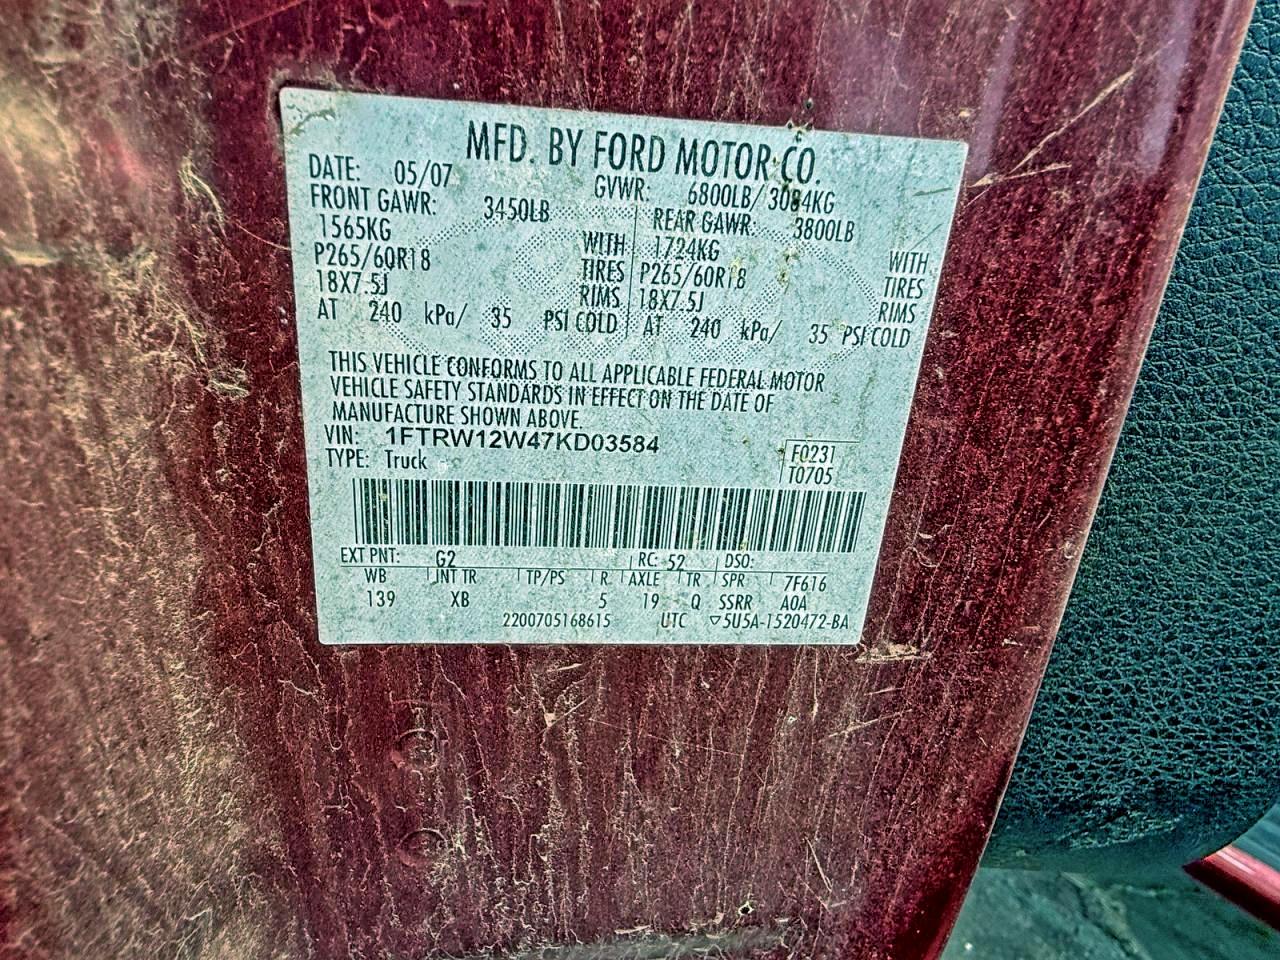 MFD. BY FORD MOTOR CO.
DATE: 05/07 GVWR: 6800LB/ 3084KG
FRONT GAWR: 3450LB REAR GAWR: 3800LB
1565KG WITH 1724KG WITH
P265/60R18 TIRES P265/60R18 TIRES
18X7.5J RIMS 18X7.5J RIMS
AT 240 kPa/ 35 PSI COLD AT 240 kPa/ 35 PSI COLD
THIS VEHICLE CONFORMS TO ALL APPLICABLE FEDERAL MOTOR
VEHICLE SAFETY STANDARDS IN EFFECT ON THE DATE OF
MANUFACTURE SHOWN ABOVE.
VIN: 1FTRW12W47KD03584 F0231
TYPE: Truck T0705
EXT PNT: G2 RC: 52 DSO:
WB INT TR TP/PS R AXLE TR SPR 7F616
139 XB 5 19 Q SSRR A0A
2200705168615 UTC ▽5U5A-1520472-BA